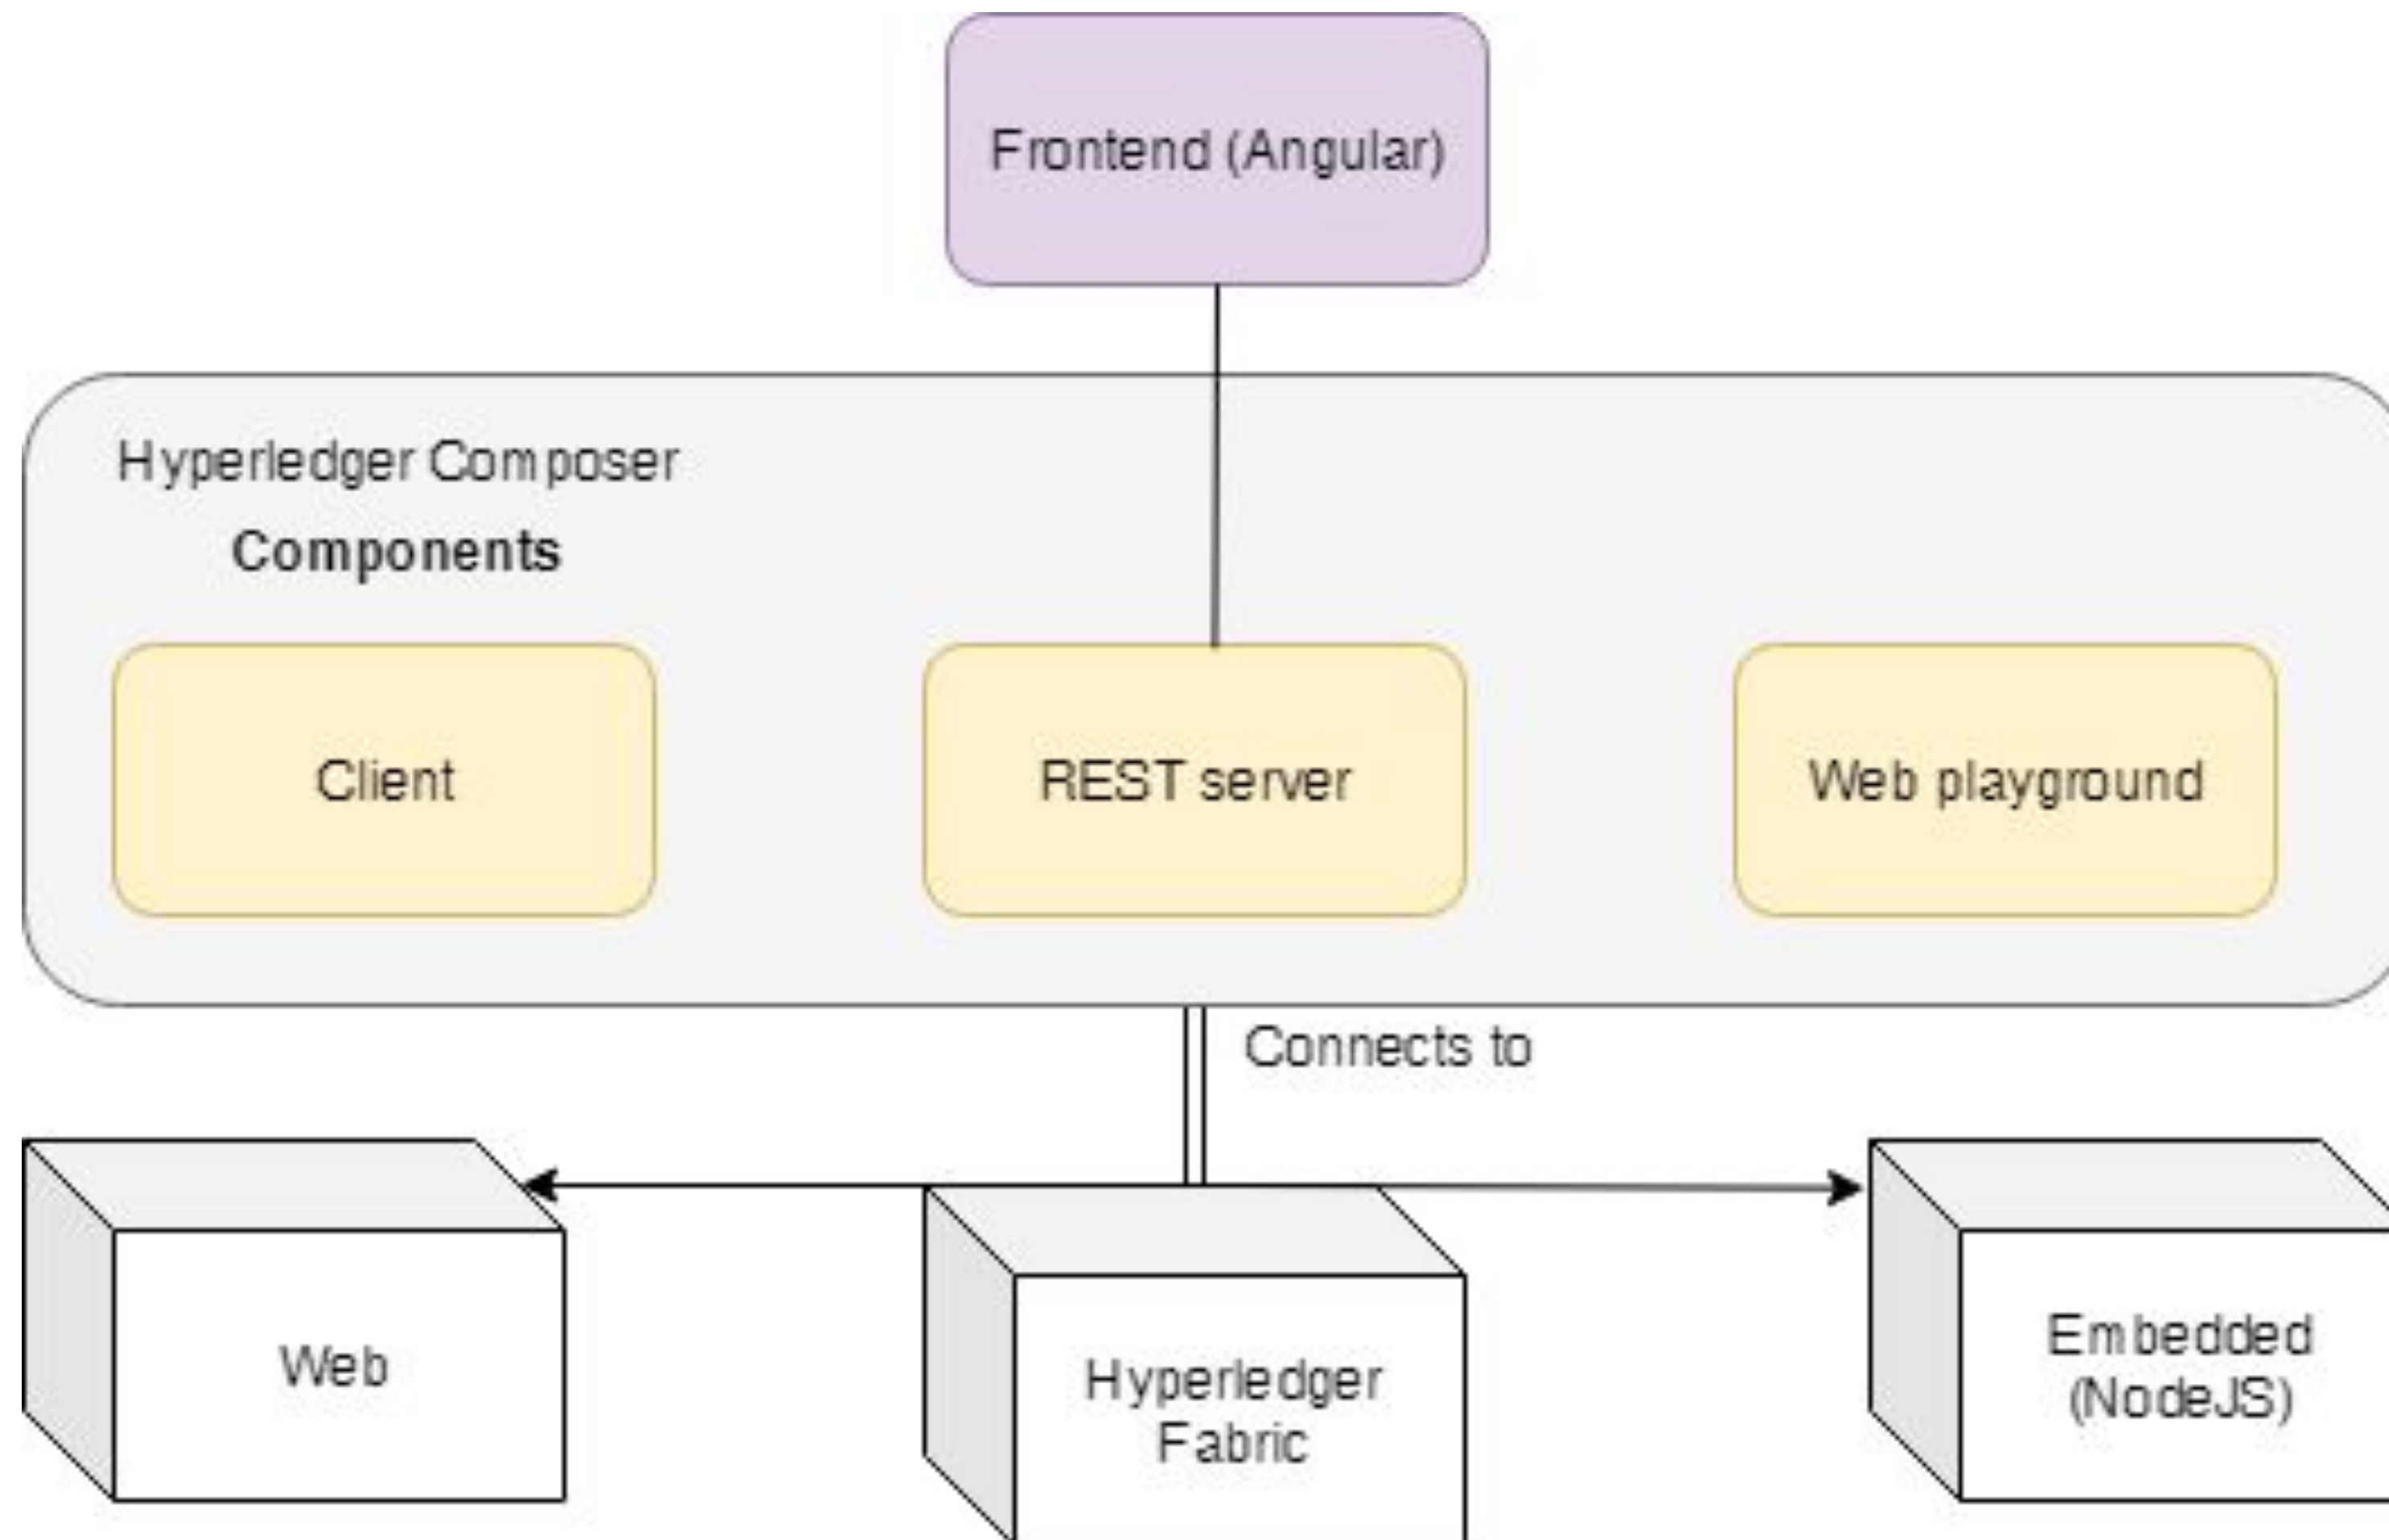 Frontend (Angular)
Hyperledger Composer
Components
Client
REST server
Web playground
Connects to
Web
Hyperledger
Fabric
Embedded
(NodeJS)